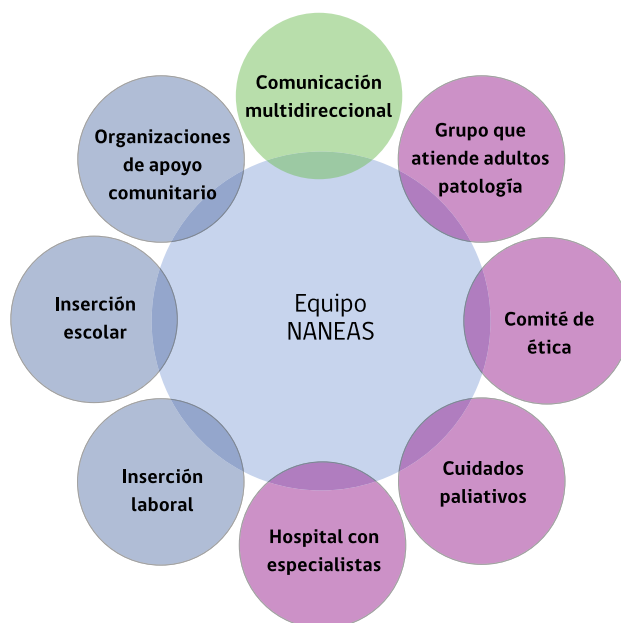 Comunicación
multidireccional
Grupo que
atiende adultos
patología
Comité de
ética
Cuidados
paliativos
Hospital con
especialistas
Inserción
laboral
Inserción
escolar
Organizaciones
de apoyo
comunitario
Equipo
NANEAS